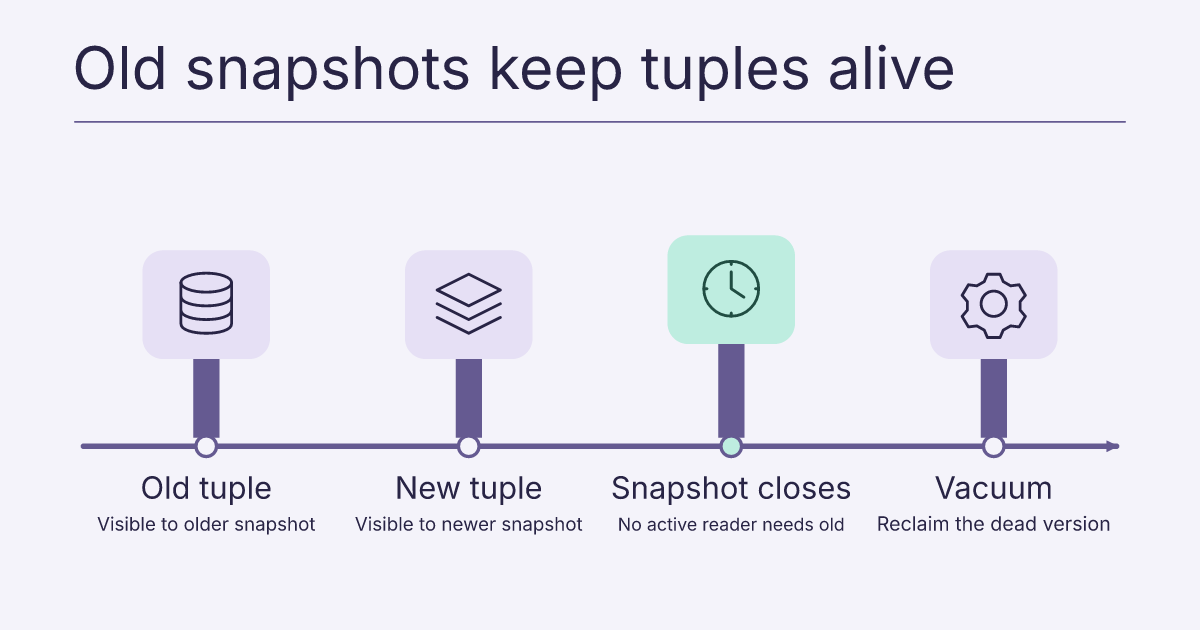 Old snapshots keep tuples alive
Old tuple
Visible to older snapshot
New tuple
Visible to newer snapshot
Snapshot closes
No active reader needs old
Vacuum
Reclaim the dead version